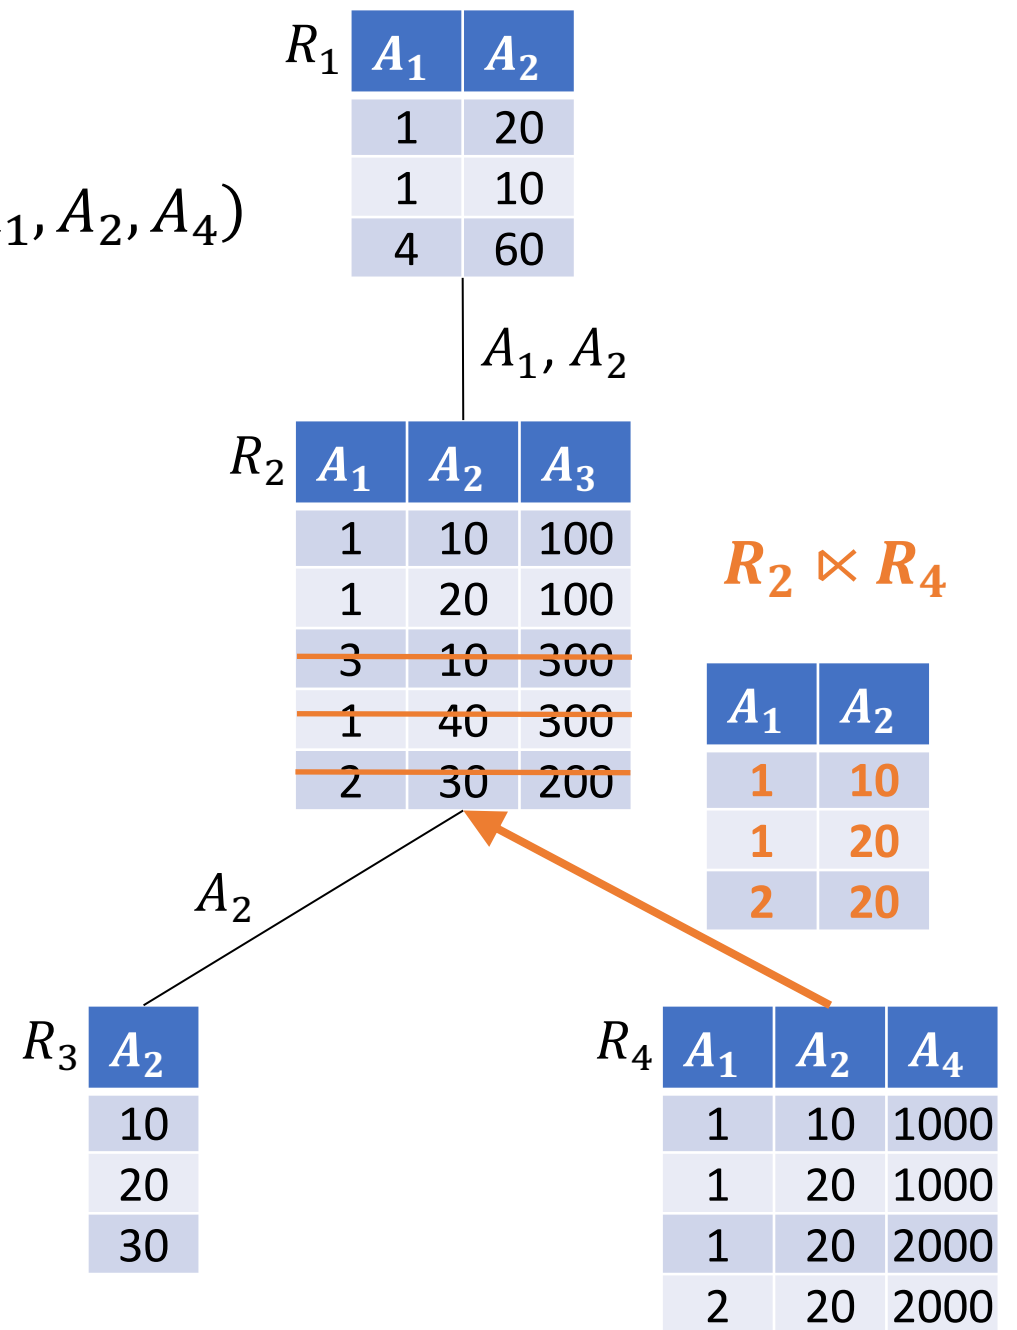 R₁ A₁ A₂
1 20
1 10
4 60
₁, A₂, A₄)
A₁, A₂
R₂ A₁ A₂ A₃
1 10 100
1 20 100
3 10 300
1 40 300
2 30 200
R₂ ⋉ R₄
A₁ A₂
1 10
1 20
2 20
A₂
R₃ A₂
10
20
30
R₄ A₁ A₂ A₄
1 10 1000
1 20 1000
1 20 2000
2 20 2000